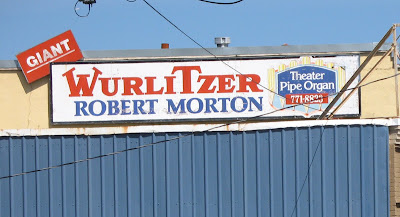 GIANT
WURLITZER
ROBERT MORTON
Theater
Pipe Organ